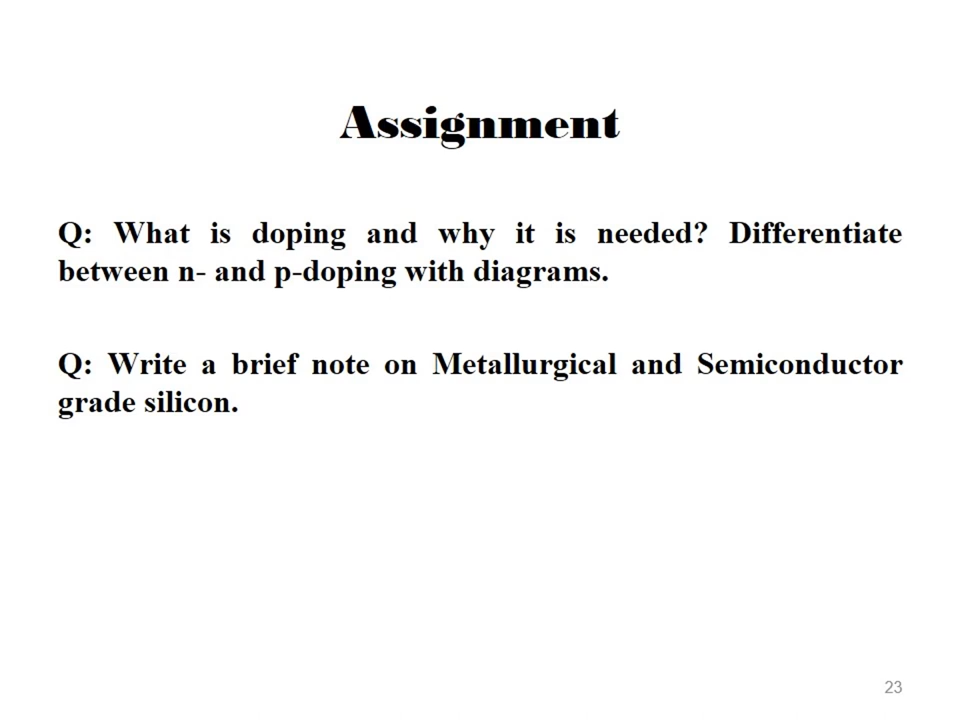 Assignment
Q: What is doping and why it is needed? Differentiate
between n- and p-doping with diagrams.
Q: Write a brief note on Metallurgical and Semiconductor
grade silicon.
23